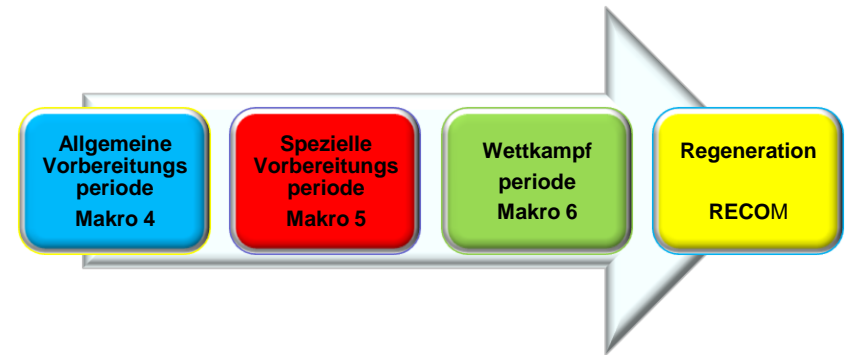 Allgemeine
Vorbereitungs
periode
Makro 4
Spezielle
Vorbereitungs
periode
Makro 5
Wettkampf
periode
Makro 6
Regeneration
RECOM